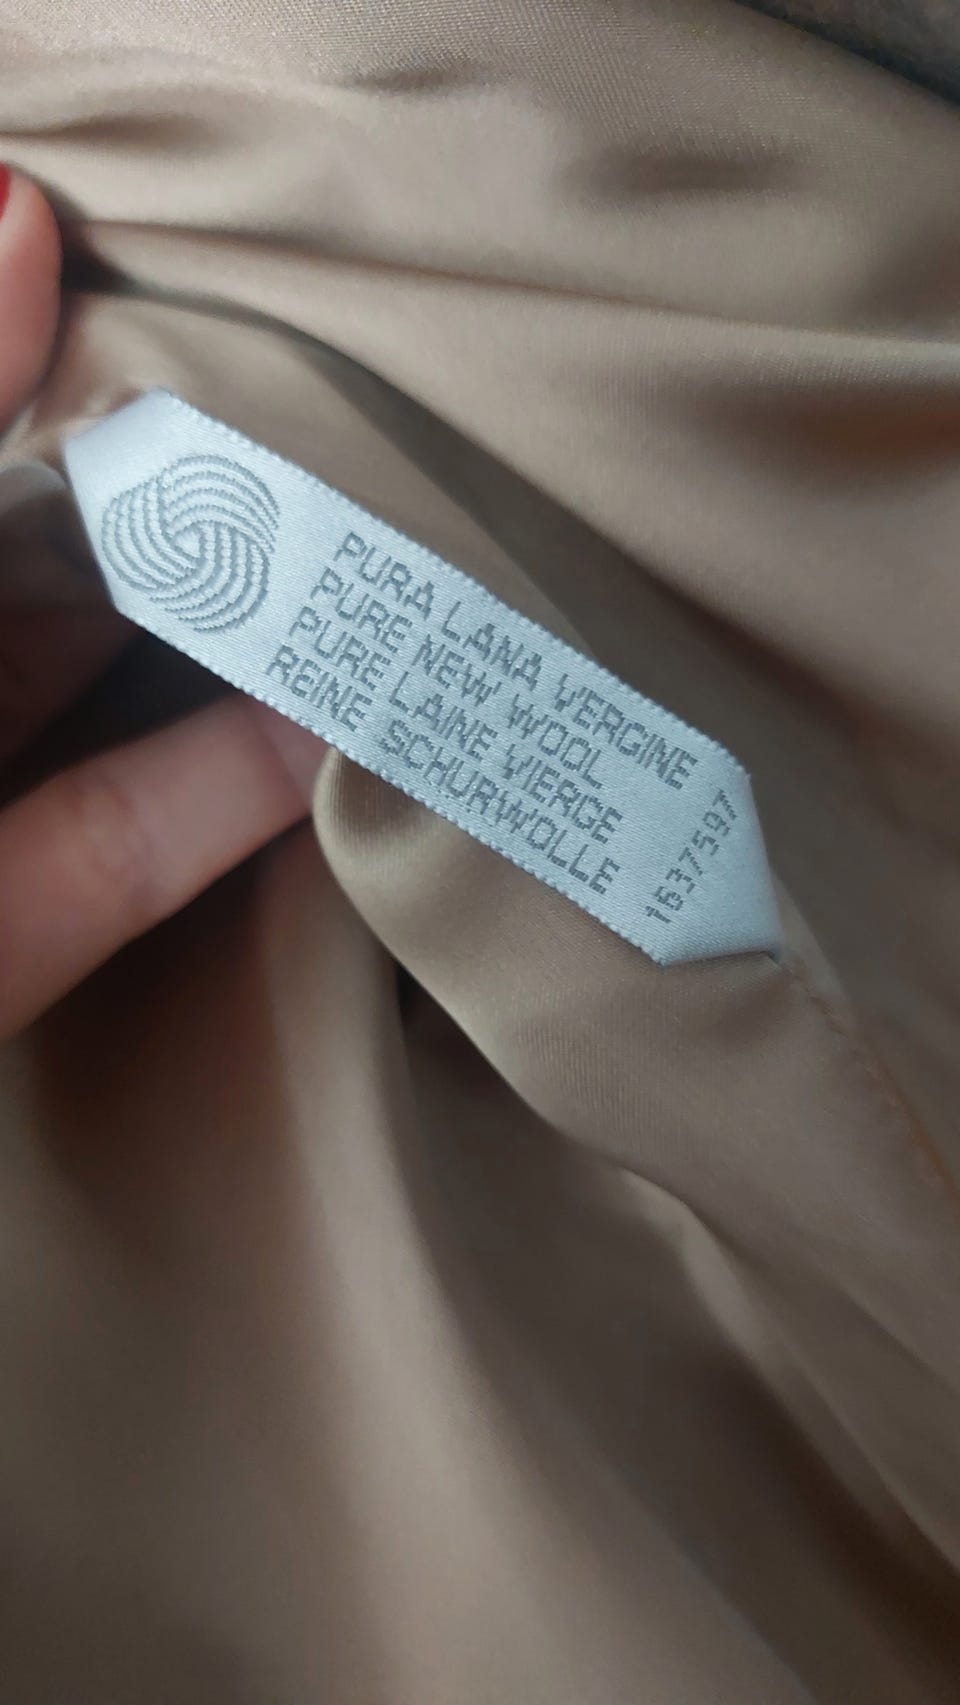 PURA LANA VERGINE
PURE NEW WOOL
PURE LAINE VIERGE
REINE SCHURWOLLE
1637597